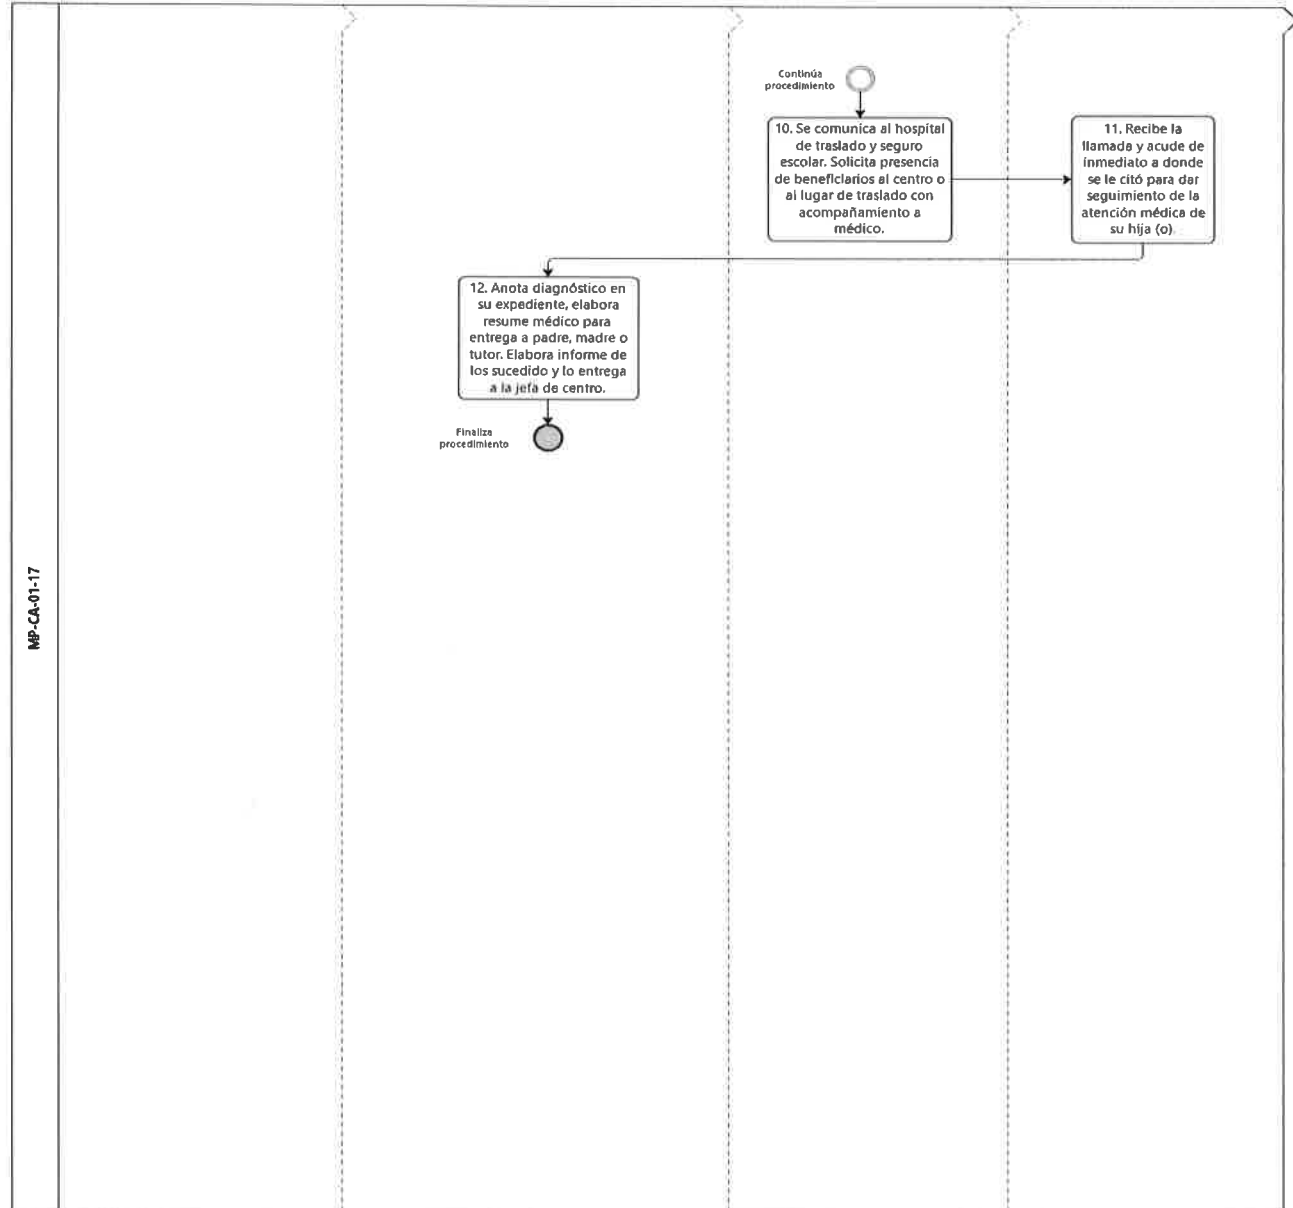 Continúa
procedimiento
10. Se comunica al hospital
de traslado y seguro
escolar. Solicita presencia
de beneficiarios al centro o
al lugar de traslado con
acompañamiento a
médico.
11. Recibe la
llamada y acude de
inmediato a donde
se le citó para dar
seguimiento de la
atención médica de
su hija (o).
12. Anota diagnóstico en
su expediente, elabora
resume médico para
entrega a padre, madre o
tutor. Elabora informe de
los sucedido y lo entrega
a la jefa de centro.
Finaliza
procedimiento
MP-CA-01-17